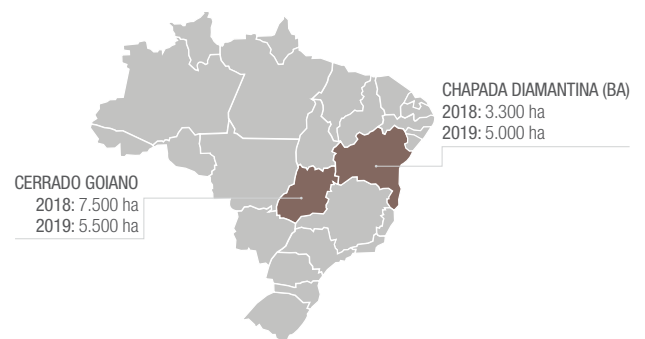 CHAPADA DIAMANTINA (BA)
2018: 3.300 ha
2019: 5.000 ha
CERRADO GOIANO
2018: 7.500 ha
2019: 5.500 ha